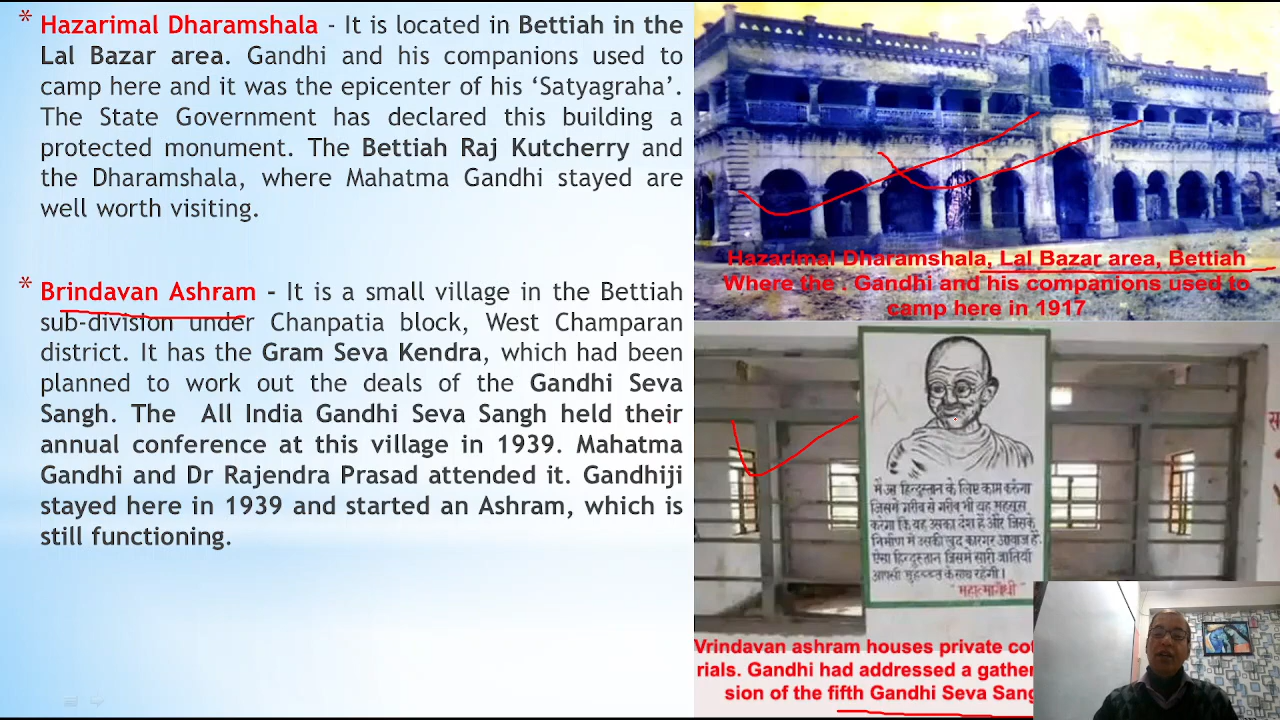 * Hazarimal Dharamshala - It is located in Bettiah in the
Lal Bazar area. Gandhi and his companions used to
camp here and it was the epicenter of his ‘Satyagraha’.
The State Government has declared this building a
protected monument. The Bettiah Raj Kutcherry and
the Dharamshala, where Mahatma Gandhi stayed are
well worth visiting.
* Brindavan Ashram – It is a small village in the Bettiah
sub-division under Chanpatia block, West Champaran
district. It has the Gram Seva Kendra, which had been
planned to work out the deals of the Gandhi Seva
Sangh. The All India Gandhi Seva Sangh held their
annual conference at this village in 1939. Mahatma
Gandhi and Dr Rajendra Prasad attended it. Gandhiji
stayed here in 1939 and started an Ashram, which is
still functioning.
Hazarimal Dharamshala, Lal Bazar area, Bettiah
Where the . Gandhi and his companions used to
camp here in 1917
हिन्दुस्तान के लिए काम करुंगा
जिसमे गरीब से गरीब भी यह महसूस
करेगा कि यह उसका देश है और जिसके
निर्माण में उसकी खुद कारगर आवाज है.
ऐसा हिन्दुस्तान जिसमे सारी जातियाँ
आपसी मुहब्बत के साथ रहेंगी।
Vrindavan ashram houses private cot
rials. Gandhi had addressed a gather
sion of the fifth Gandhi Seva Sang